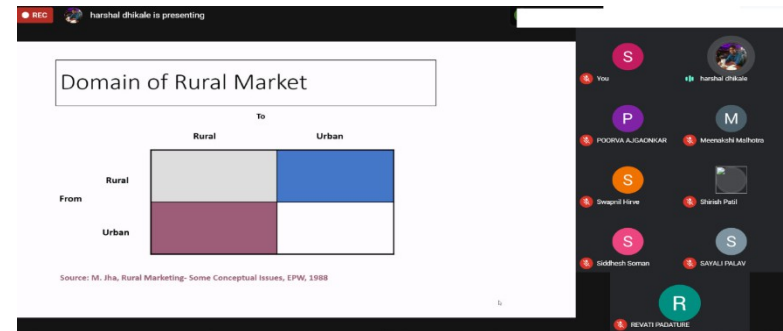 REC
harshal dhikale is presenting
Domain of Rural Market
To
Rural Urban
Rural
From
Urban
Source: M. Jha, Rural Marketing- Some Conceptual Issues, EPW, 1988
S
You
harshal dhikale
P
POORVA AJGAONKAR
M
Meenakshi Malhotra
S
Swapnil Hirve
Shirish Patil
S
Siddhesh Soman
S
SAYALI PALAV
R
REVATI PADATURE